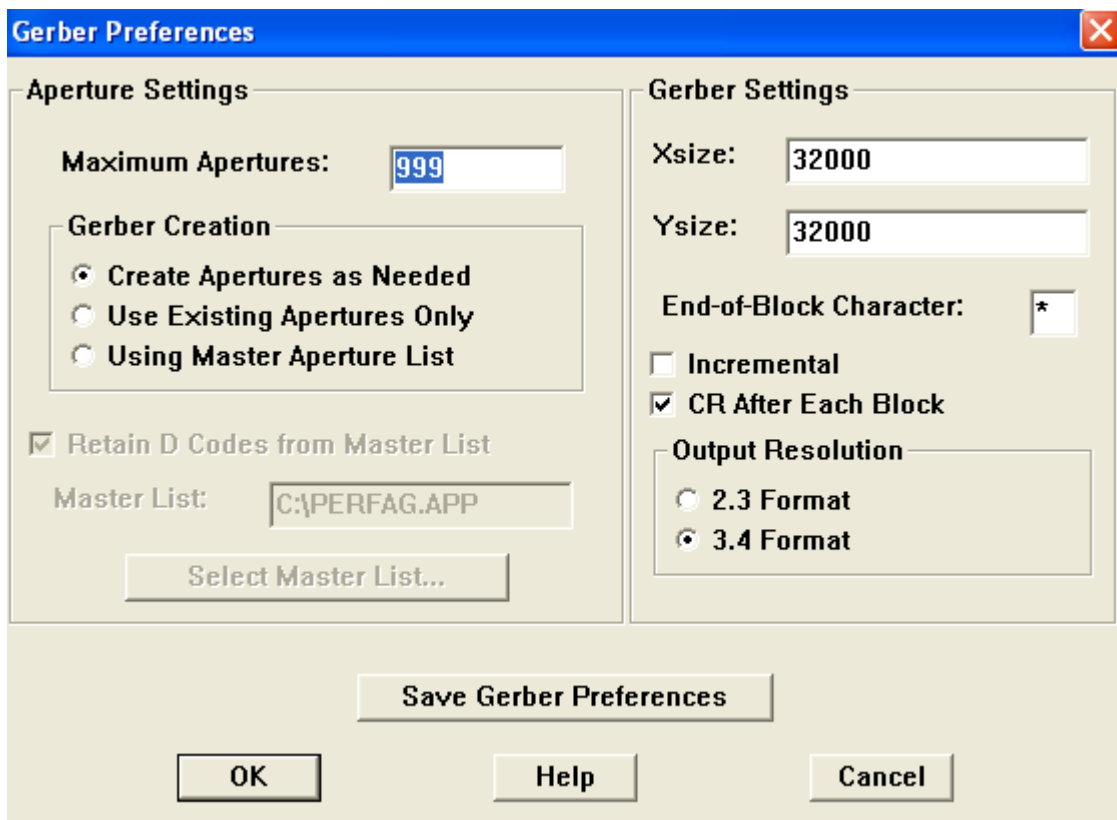 Gerber Preferences
Aperture Settings
Maximum Apertures: 999
Gerber Creation
Create Apertures as Needed
Use Existing Apertures Only
Using Master Aperture List
Retain D Codes from Master List
Master List: C:\PERFAG.APP
Select Master List...
Gerber Settings
Xsize: 32000
Ysize: 32000
End-of-Block Character: *
Incremental
CR After Each Block
Output Resolution
2.3 Format
3.4 Format
Save Gerber Preferences
OK Help Cancel